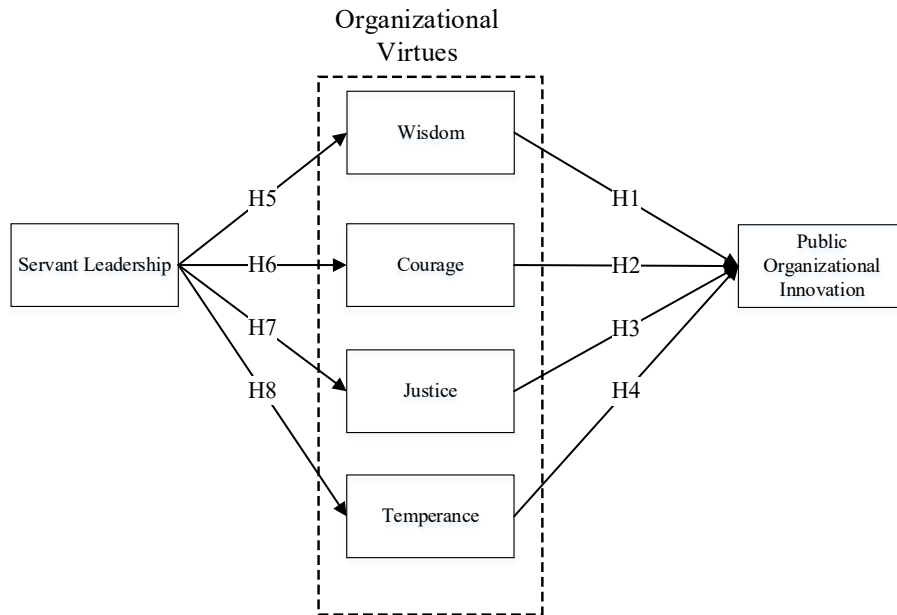 Organizational
Virtues
Wisdom
H5
H1
Servant Leadership
H6
Courage
H2
Public
Organizational
Innovation
H7
H3
Justice
H8
H4
Temperance